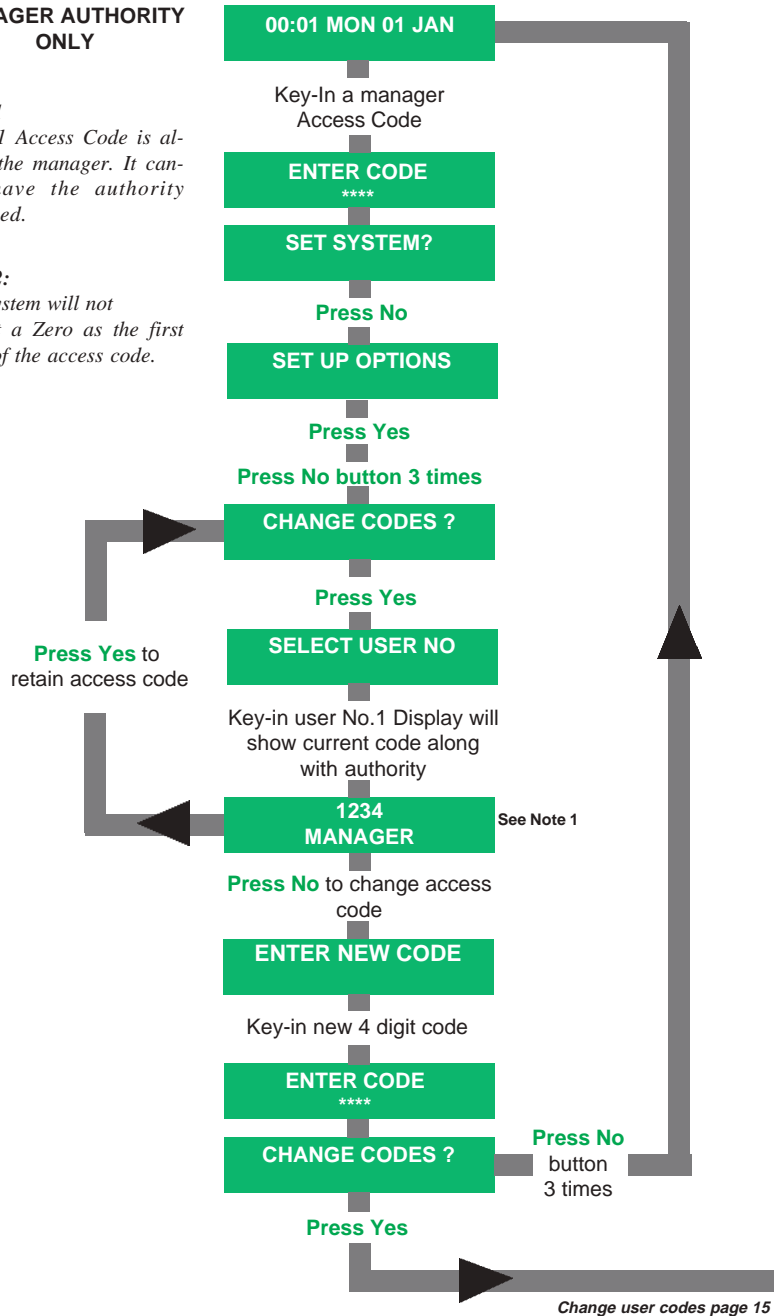 AGER AUTHORITY
ONLY
1 Access Code is al-
the manager. It can-
ave the authority
ed.
2:
stem will not
t a Zero as the first
of the access code.
00:01 MON 01 JAN
Key-In a manager
Access Code
ENTER CODE
****
SET SYSTEM?
Press No
SET UP OPTIONS
Press Yes
Press No button 3 times
CHANGE CODES ?
Press Yes
Press Yes to
retain access code
SELECT USER NO
Key-in user No.1 Display will
show current code along
with authority
1234
MANAGER
See Note 1
Press No to change access
code
ENTER NEW CODE
Key-in new 4 digit code
ENTER CODE
****
CHANGE CODES ?
Press No
button
3 times
Press Yes
Change user codes page 15